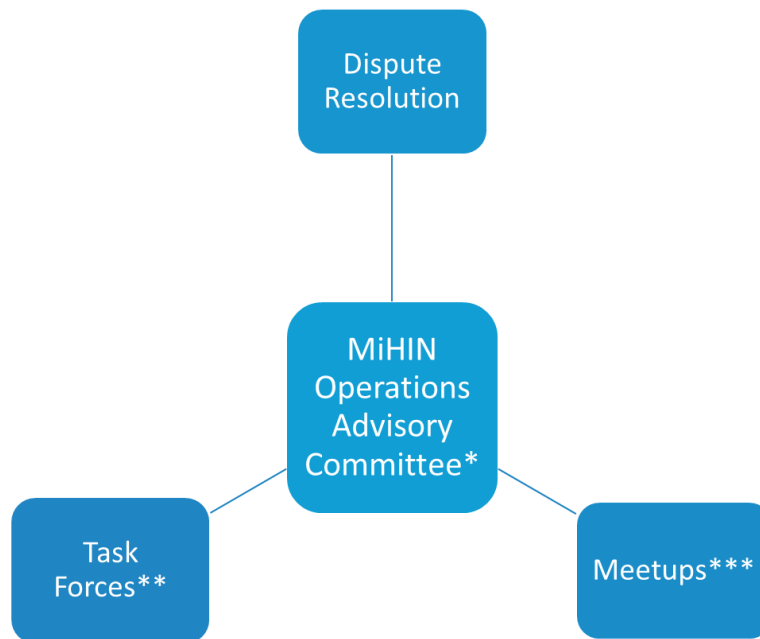 Dispute
Resolution
MiHIN
Operations
Advisory
Committee*
Task
Forces**
Meetups***